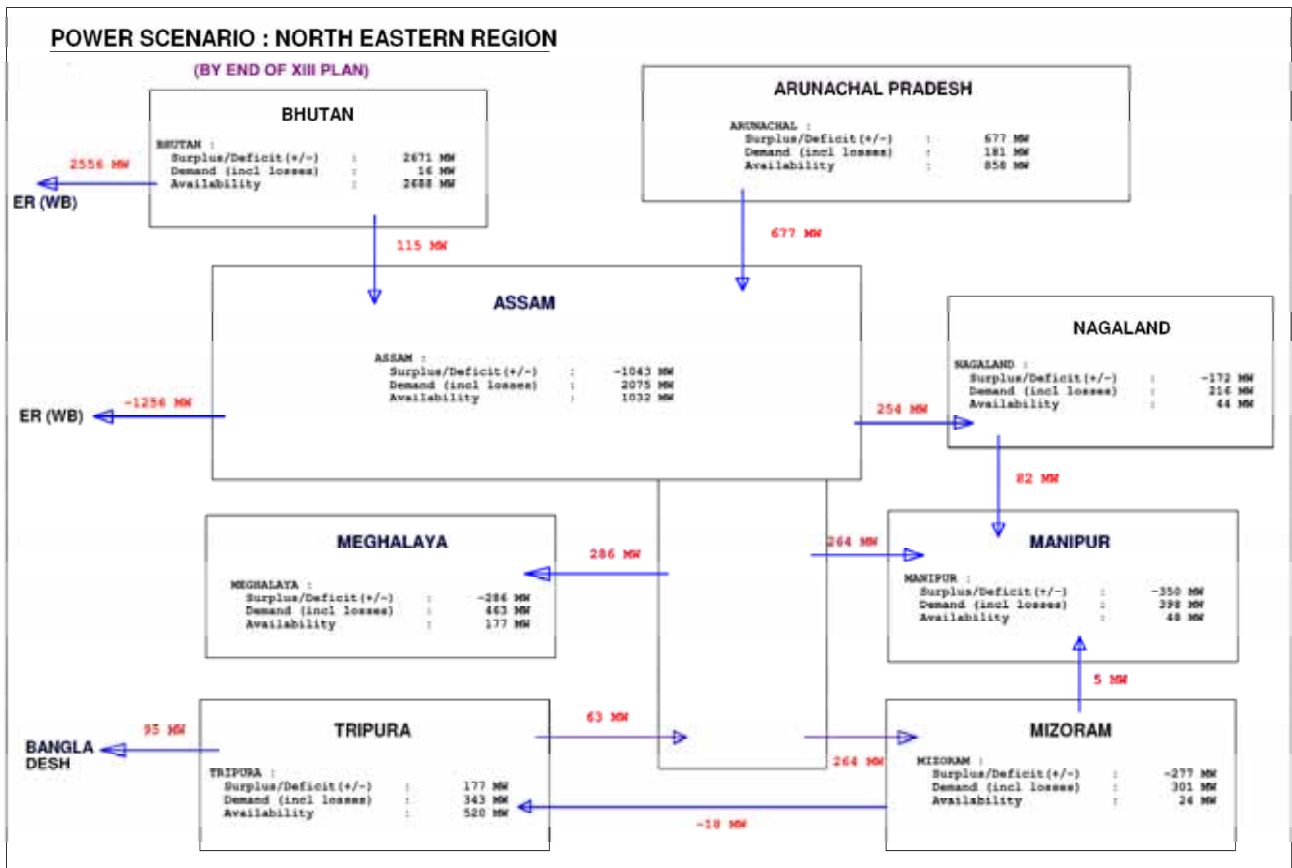 POWER SCENARIO : NORTH EASTERN REGION
(BY END OF XIII PLAN)
BHUTAN
BHUTAN :
Surplus/Deficit(+/-) : 2671 MW
Demand (incl losses) : 16 MW
Availability : 2688 MW
2556 MW
ER (WB)
115 MW
ARUNACHAL PRADESH
ARUNACHAL :
Surplus/Deficit(+/-) : 677 MW
Demand (incl losses) : 181 MW
Availability : 858 MW
677 MW
ASSAM
ASSAM :
Surplus/Deficit(+/-) : -1043 MW
Demand (incl losses) : 2075 MW
Availability : 1032 MW
-1256 MW
ER (WB)
254 MW
NAGALAND
NAGALAND :
Surplus/Deficit(+/-) : -172 MW
Demand (incl losses) : 216 MW
Availability : 44 MW
82 MW
MEGHALAYA
MEGHALAYA :
Surplus/Deficit(+/-) : -286 MW
Demand (incl losses) : 463 MW
Availability : 177 MW
286 MW
264 MW
MANIPUR
MANIPUR :
Surplus/Deficit(+/-) : -350 MW
Demand (incl losses) : 398 MW
Availability : 48 MW
5 MW
TRIPURA
TRIPURA :
Surplus/Deficit(+/-) : 177 MW
Demand (incl losses) : 343 MW
Availability : 520 MW
95 MW
BANGLA
DESH
63 MW
264 MW
MIZORAM
MIZORAM :
Surplus/Deficit(+/-) : -277 MW
Demand (incl losses) : 301 MW
Availability : 24 MW
-18 MW